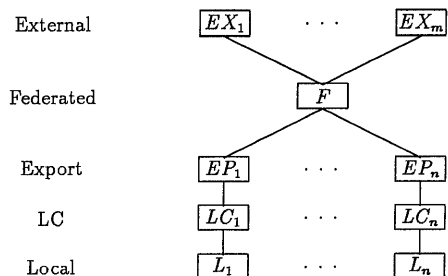 External EX₁ · · · EXₘ
Federated F
Export EP₁ · · · EPₙ
LC LC₁ · · · LCₙ
Local L₁ · · · Lₙ